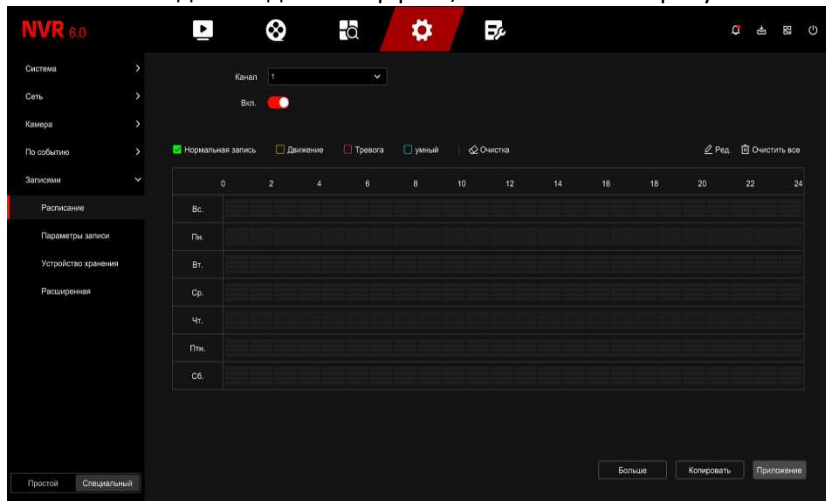 NVR 6.0
Система
Сеть
Камера
По событию
Записями
Расписание
Параметры записи
Устройство хранения
Расширенная
Простой Специальный
Канал 1
Вкл.
Нормальная запись Движение Тревога умный Очистка Ред. Очистить все
0 2 4 6 8 10 12 14 16 18 20 22 24
Вс.
Пн.
Вт.
Ср.
Чт.
Птн.
Сб.
Больше Копировать Приложение